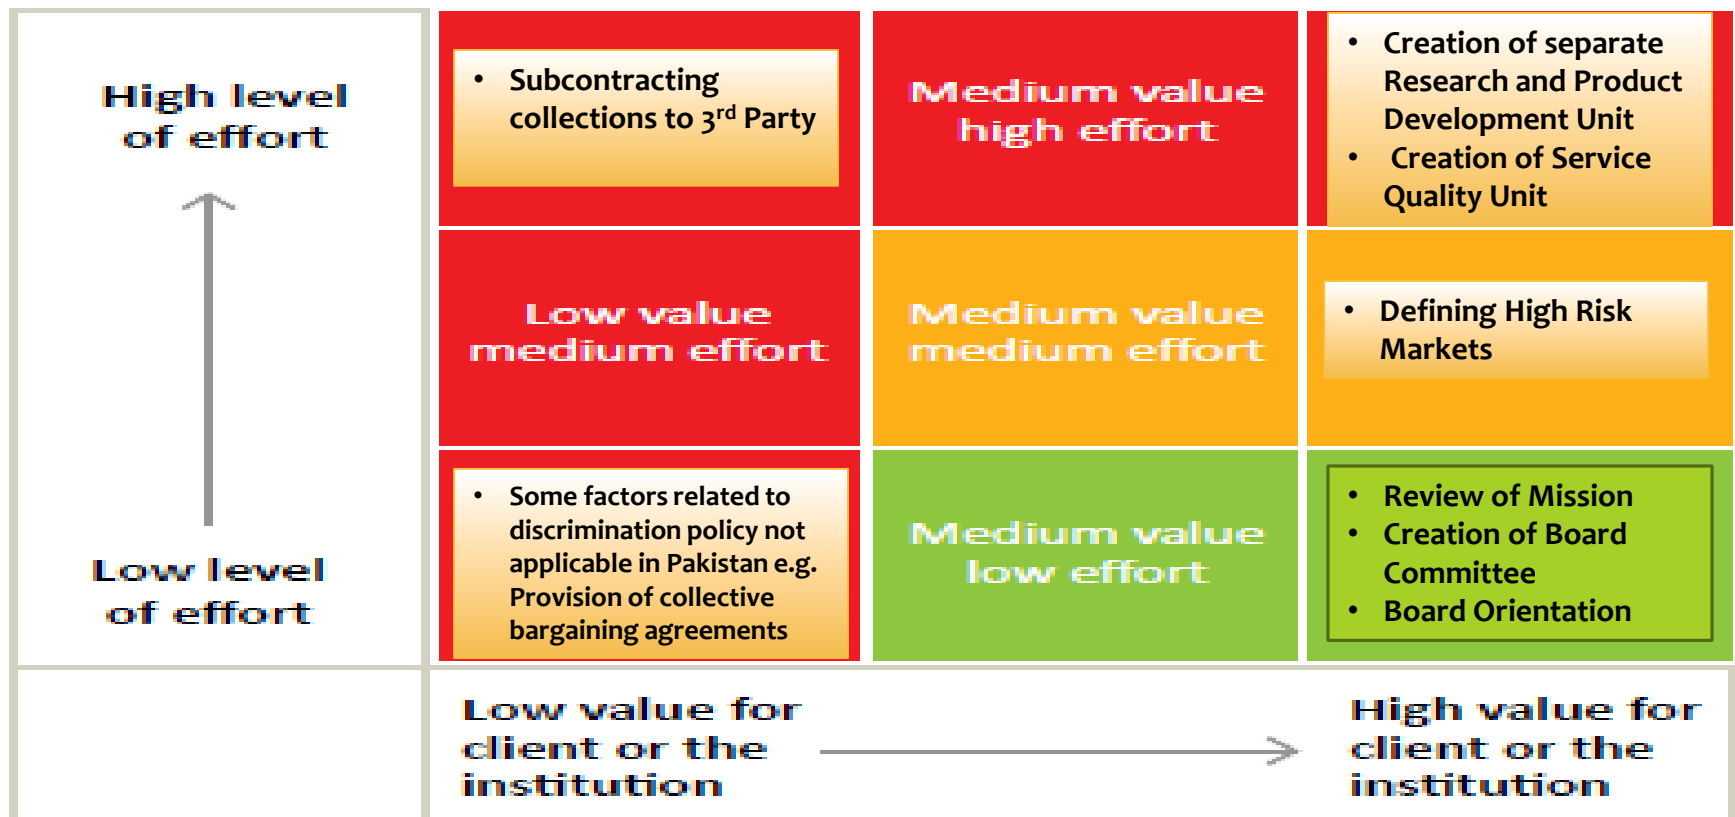 High level
of effort
• Subcontracting
collections to 3rd Party
Medium value
high effort
• Creation of separate
Research and Product
Development Unit
• Creation of Service
Quality Unit
Low value
medium effort
Medium value
medium effort
• Defining High Risk
Markets
Low level
of effort
• Some factors related to
discrimination policy not
applicable in Pakistan e.g.
Provision of collective
bargaining agreements
Medium value
low effort
• Review of Mission
• Creation of Board
Committee
• Board Orientation
Low value for
client or the
institution
High value for
client or the
institution